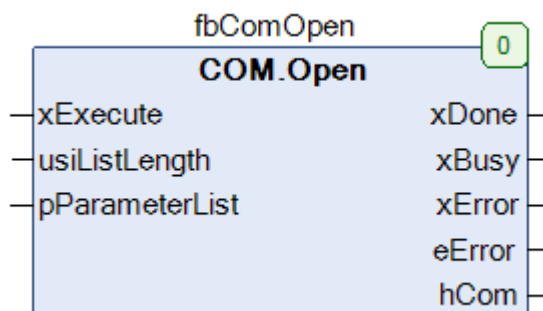 fbComOpen
0
COM.Open
xExecute xDone
usiListLength xBusy
pParameterList xError
eError
hCom